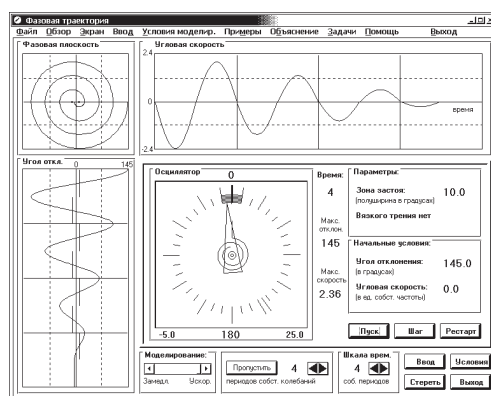 Фазовая траектория
Файл Обзор Экран Ввод Условия моделир. Примеры Объяснение Задачи Помощь Выход
Фазовая плоскость
Угловая скорость
2.4
0
время
-2.4
Угол откл.
0
145
Осциллятор
0
-5.0
180
25.0
Время:
4
Макс.
отклон.
145
Макс.
скорость
2.36
Параметры:
Зона застоя: 10.0
(полуширина в градусах)
Вязкого трения нет
Начальные условия:
Угол отклонения: 145.0
(в градусах)
Угловая скорость: 0.0
(в ед. собст. частоты)
Пуск Шаг Рестарт
Моделирование:
Замедл. Ускор.
Пропустить 4
периодов собст. колебаний
Шкала врем.
4
соб. периодов
Ввод Условия
Стереть Выход